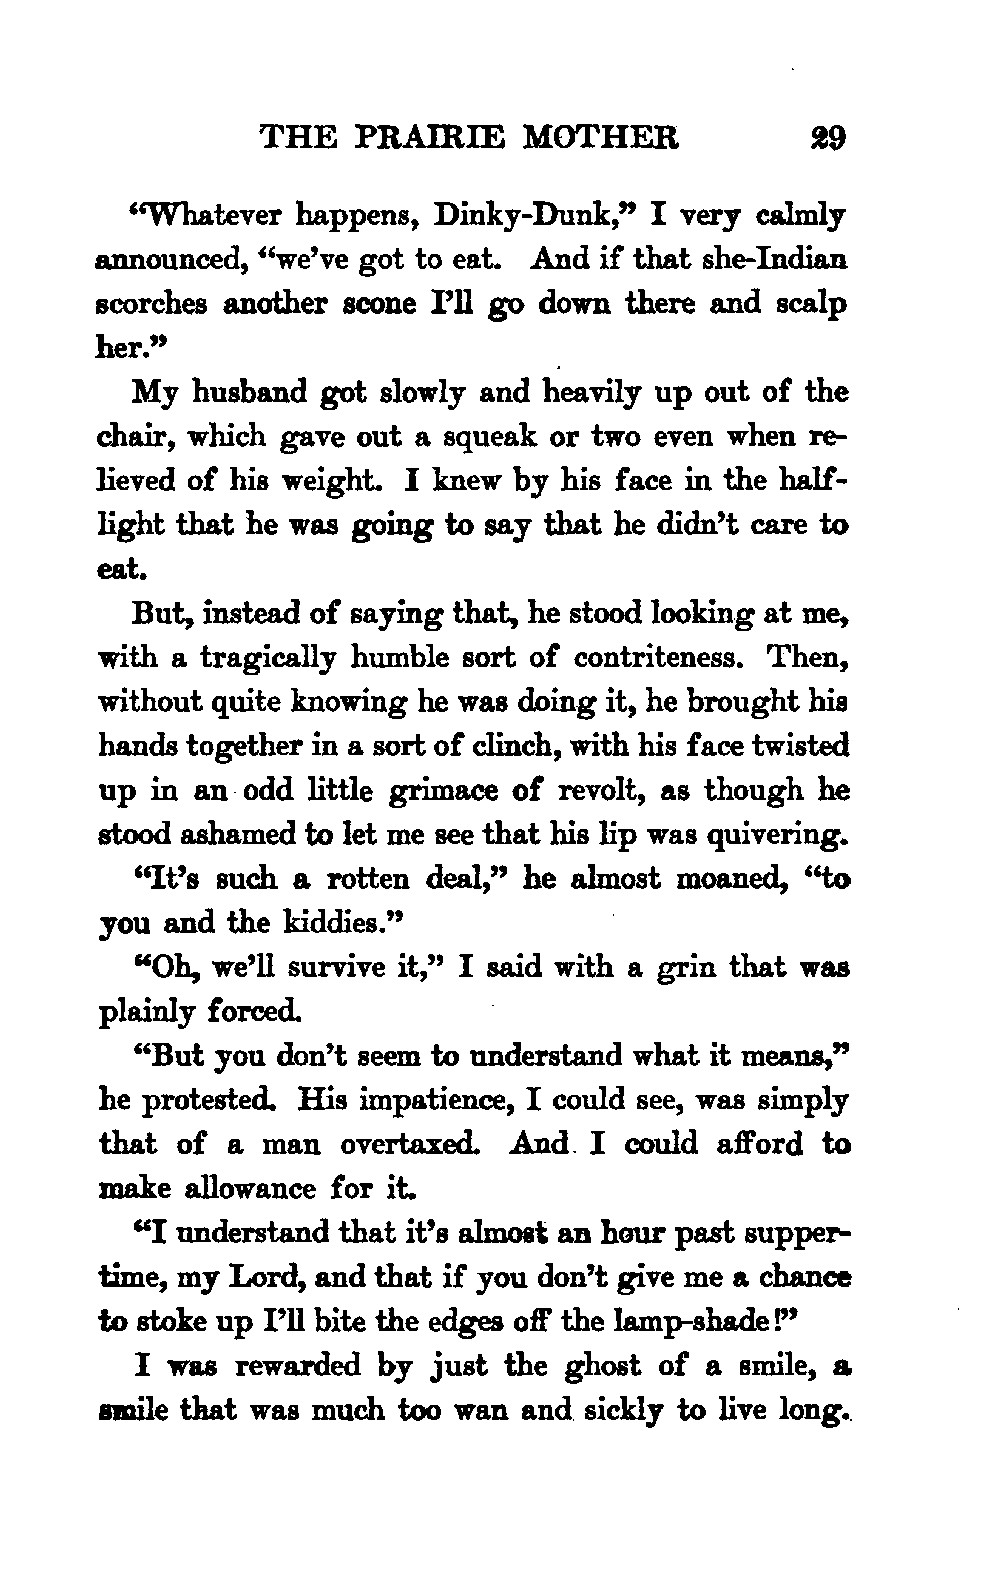 THE PRAIRIE MOTHER 29
“Whatever happens, Dinky-Dunk,” I very calmly
announced, “we’ve got to eat. And if that she-Indian
scorches another scone I’ll go down there and scalp
her.”
My husband got slowly and heavily up out of the
chair, which gave out a squeak or two even when re-
lieved of his weight. I knew by his face in the half-
light that he was going to say that he didn’t care to
eat.
But, instead of saying that, he stood looking at me,
with a tragically humble sort of contriteness. Then,
without quite knowing he was doing it, he brought his
hands together in a sort of clinch, with his face twisted
up in an odd little grimace of revolt, as though he
stood ashamed to let me see that his lip was quivering.
“It’s such a rotten deal,” he almost moaned, “to
you and the kiddies.”
“Oh, we’ll survive it,” I said with a grin that was
plainly forced.
“But you don’t seem to understand what it means,”
he protested. His impatience, I could see, was simply
that of a man overtaxed. And I could afford to
make allowance for it.
“I understand that it’s almost an hour past supper-
time, my Lord, and that if you don’t give me a chance
to stoke up I’ll bite the edges off the lamp-shade!”
I was rewarded by just the ghost of a smile, a
smile that was much too wan and sickly to live long.